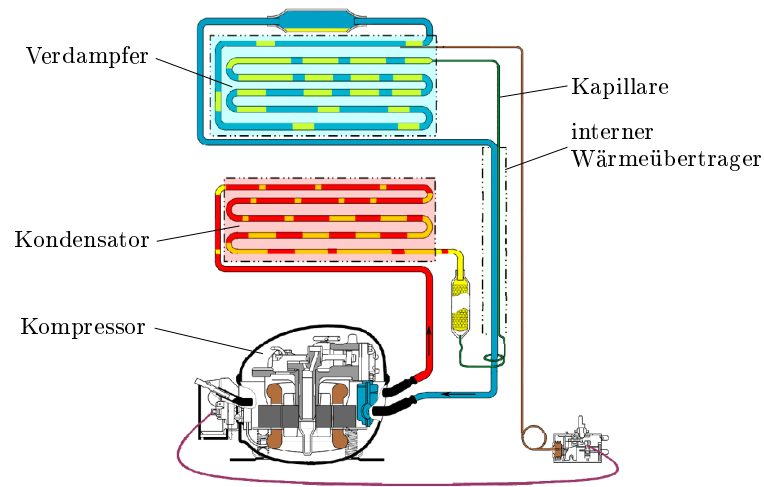 Verdampfer
Kapillare
interner
Wärmeübertrager
Kondensator
Kompressor